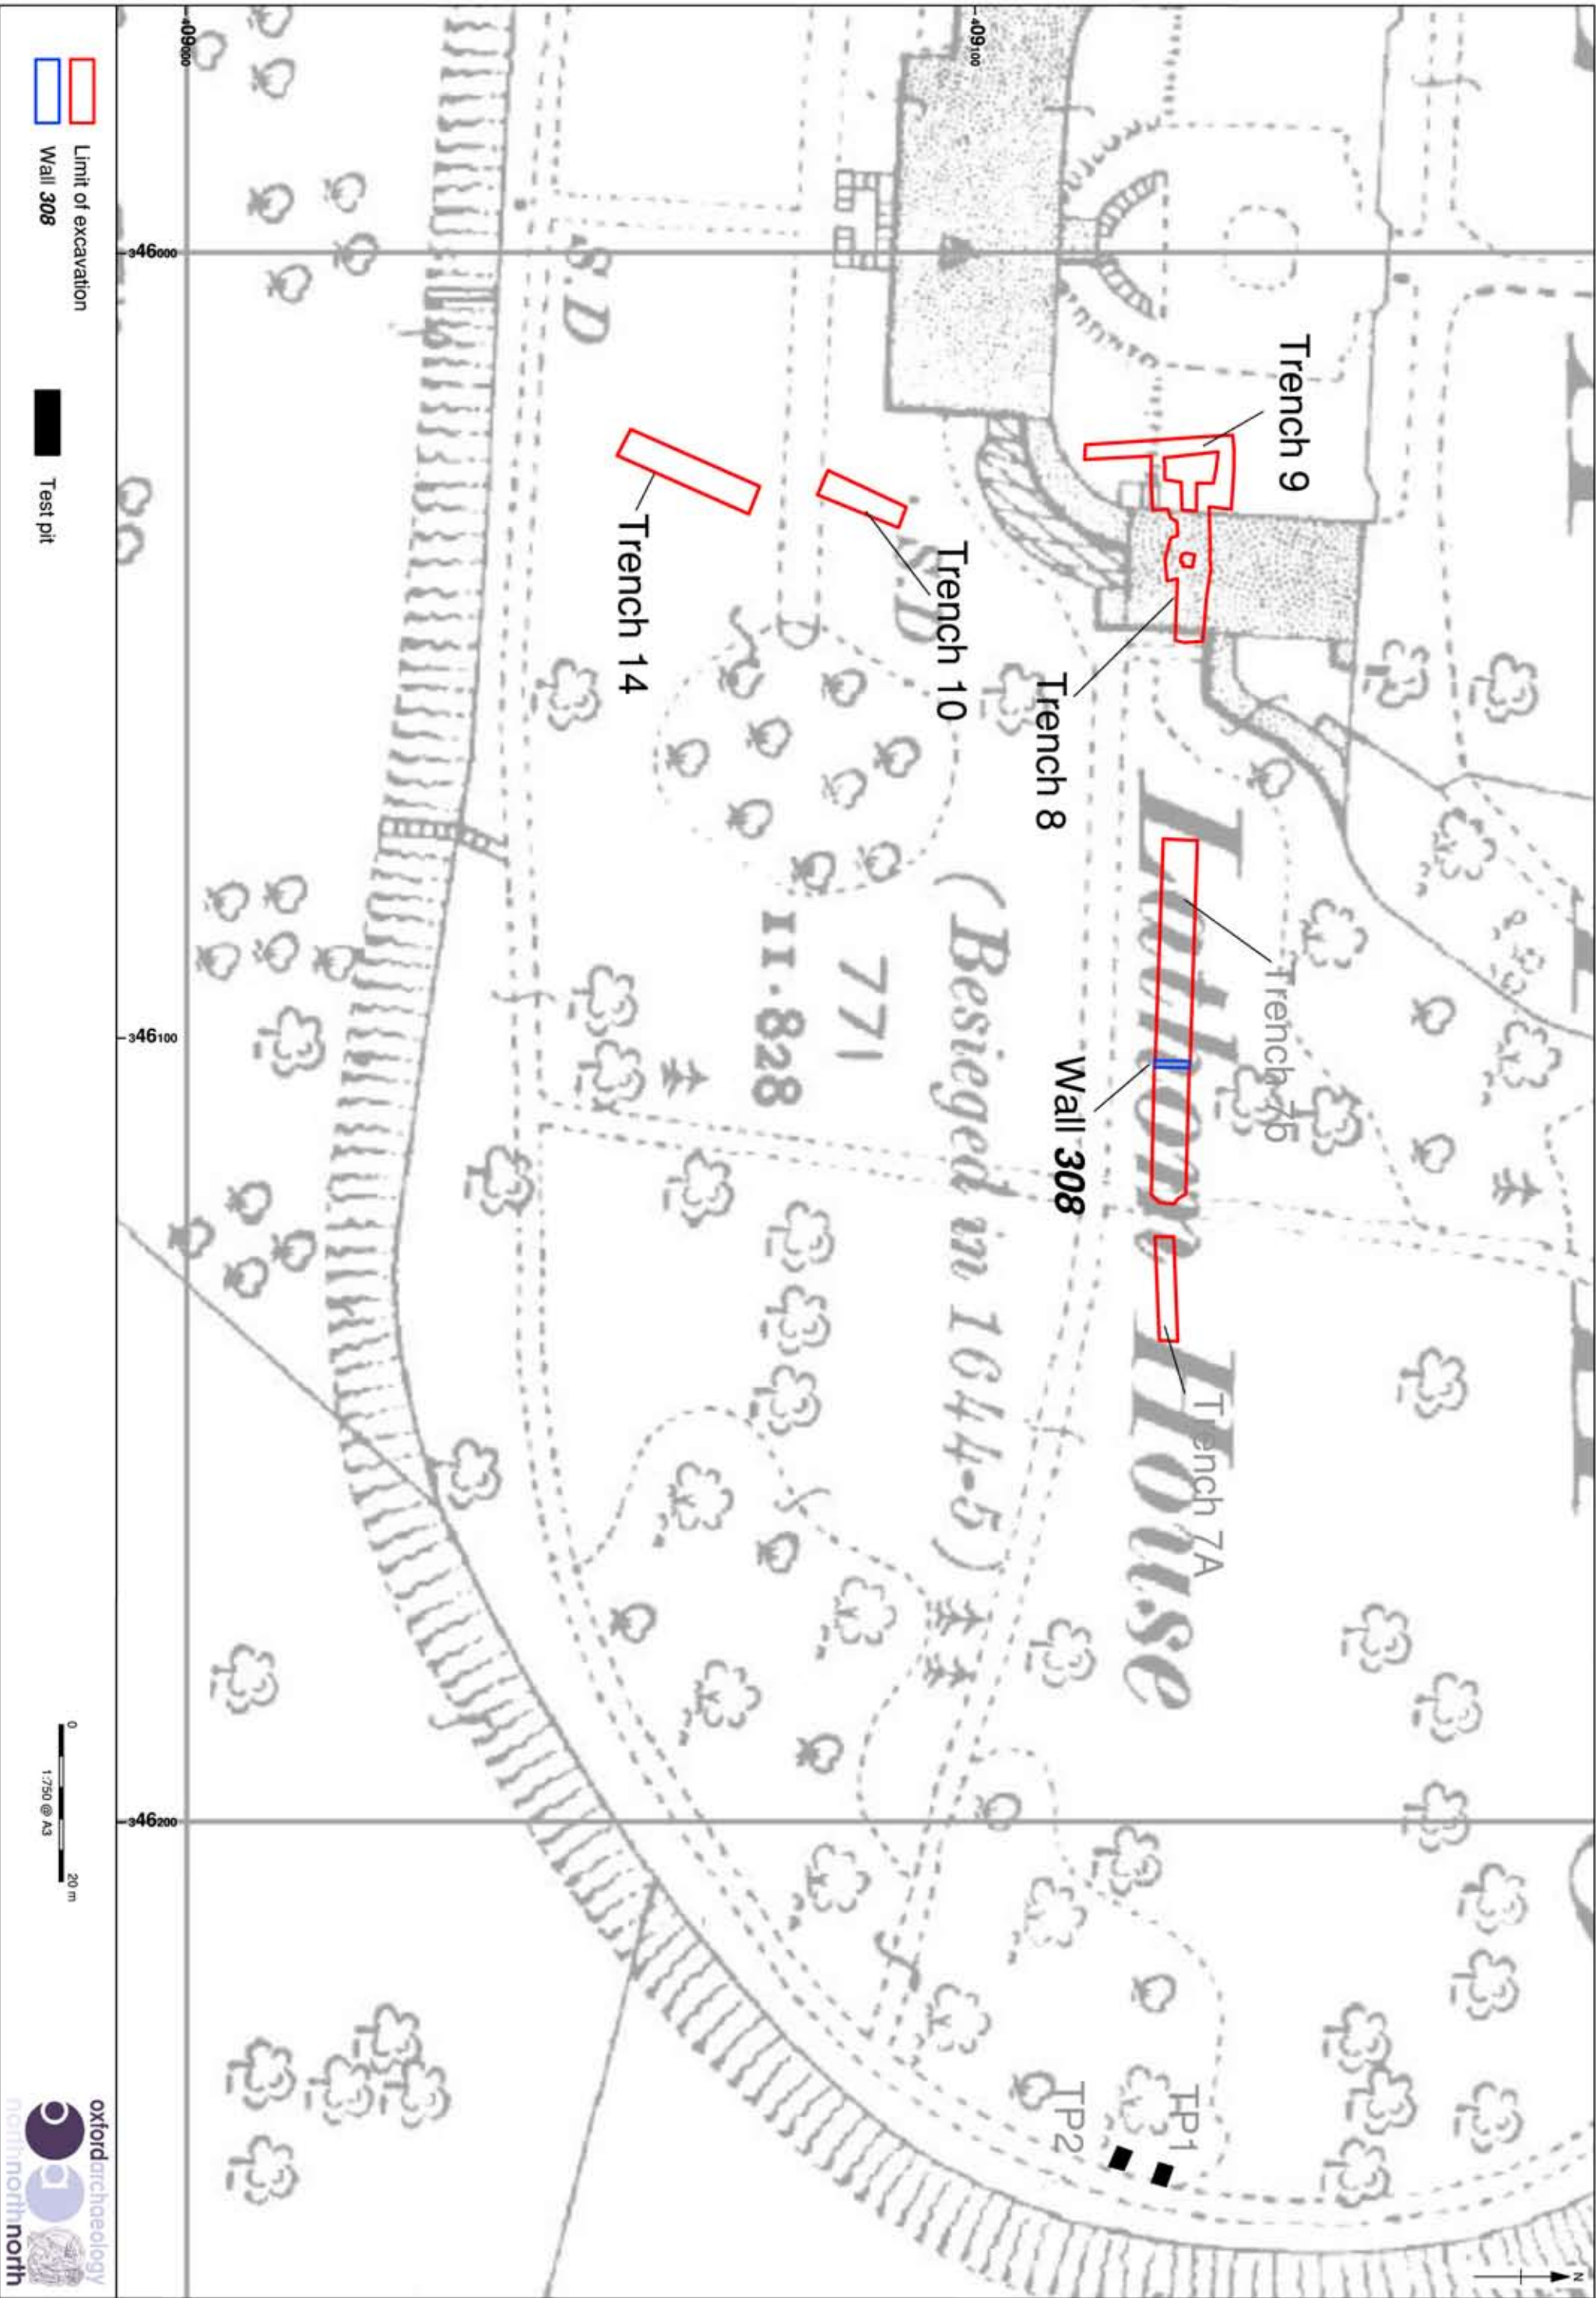 Trench 9
Trench 8
Trench 10
Trench 14
Trench 7b
Trench 7A
Wall 308
TP1
TP2
Lathom House
(Besieged in 1644-5)
771
11.828
S.D
S.D
409000
409100
346000
346100
346200
N
Limit of excavation
Wall 308
Test pit
0
20 m
1:750 @ A3
oxfordarchaeology
northnorthnorth